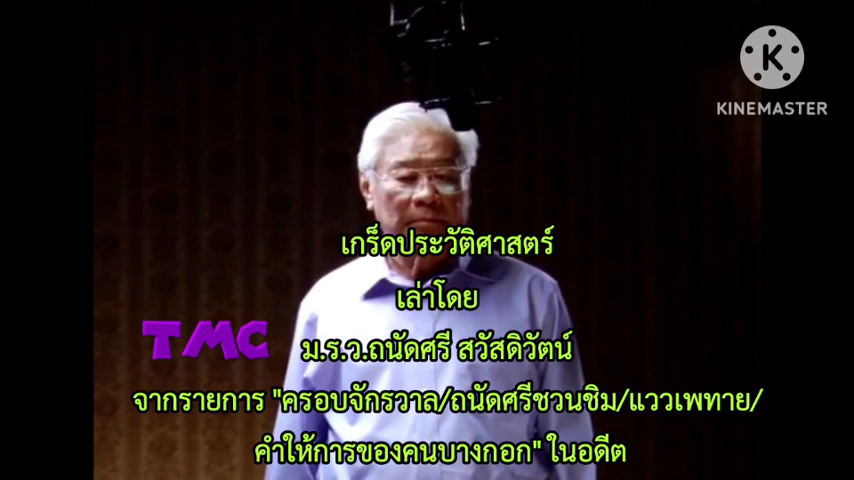 KINEMASTER
เกร็ดประวัติศาสตร์
เล่าโดย
TMC
ม.ร.ว.ถนัดศรี สวัสดิวัตน์
จากรายการ "ครอบจักรวาล/ถนัดศรีชวนชิม/แววเพทาย/
คำให้การของคนบางกอก" ในอดีต